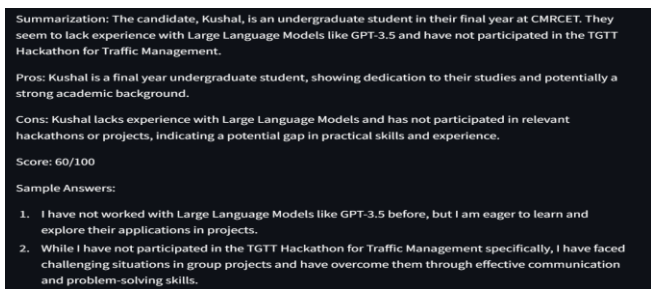 Summarization: The candidate, Kushal, is an undergraduate student in their final year at CMRCET. They
seem to lack experience with Large Language Models like GPT-3.5 and have not participated in the TGTT
Hackathon for Traffic Management.
Pros: Kushal is a final year undergraduate student, showing dedication to their studies and potentially a
strong academic background.
Cons: Kushal lacks experience with Large Language Models and has not participated in relevant
hackathons or projects, indicating a potential gap in practical skills and experience.
Score: 60/100
Sample Answers:
1. I have not worked with Large Language Models like GPT-3.5 before, but I am eager to learn and
explore their applications in projects.
2. While I have not participated in the TGTT Hackathon for Traffic Management specifically, I have faced
challenging situations in group projects and have overcome them through effective communication
and problem-solving skills.